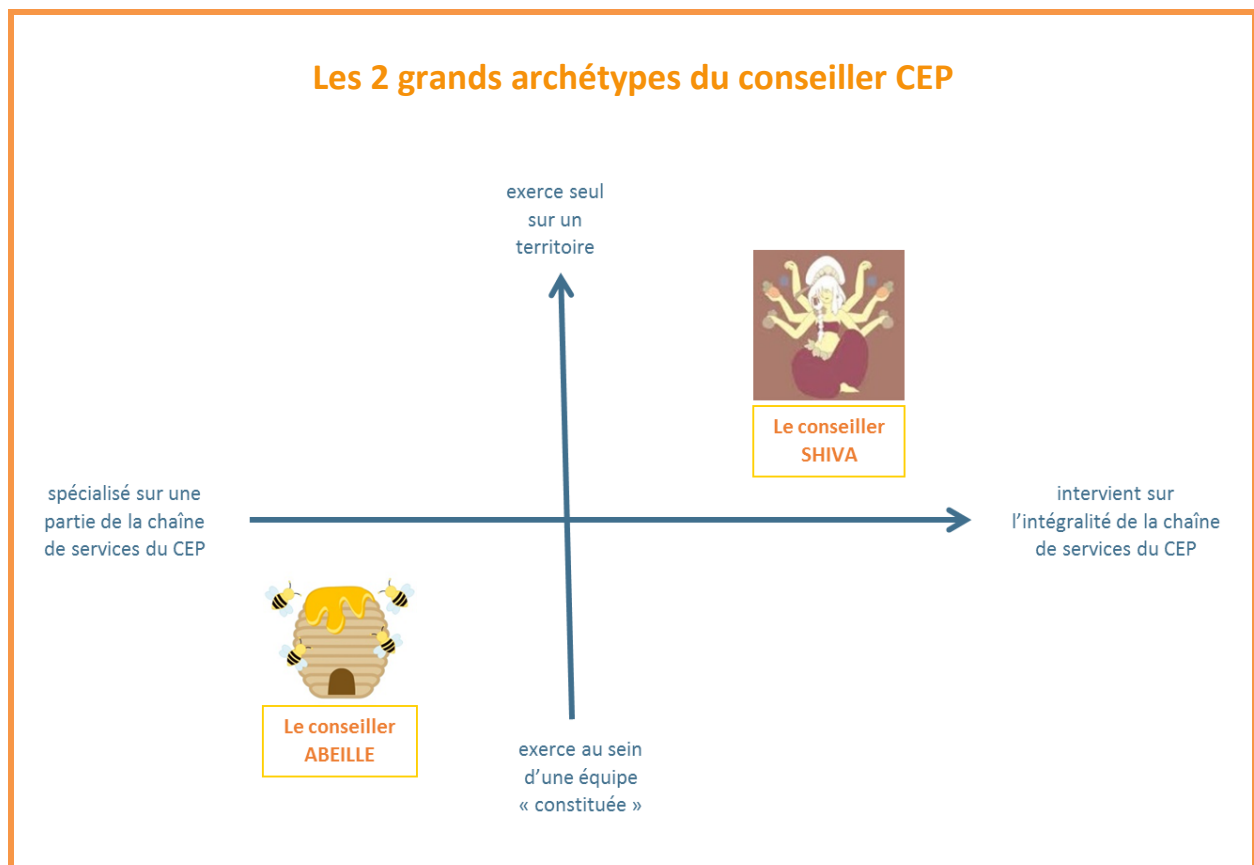 Les 2 grands archétypes du conseiller CEP
exerce seul
sur un
territoire
Le conseiller
SHIVA
spécialisé sur une
partie de la chaîne
de services du CEP
intervient sur
l’intégralité de la chaîne
de services du CEP
Le conseiller
ABEILLE
exerce au sein
d’une équipe
« constituée »